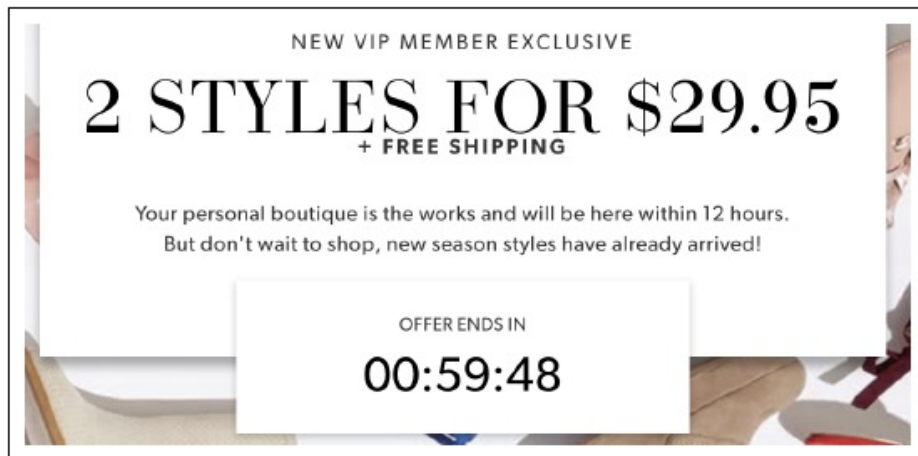 NEW VIP MEMBER EXCLUSIVE
2 STYLES FOR $29.95
+ FREE SHIPPING
Your personal boutique is the works and will be here within 12 hours.
But don't wait to shop, new season styles have already arrived!
OFFER ENDS IN
00:59:48